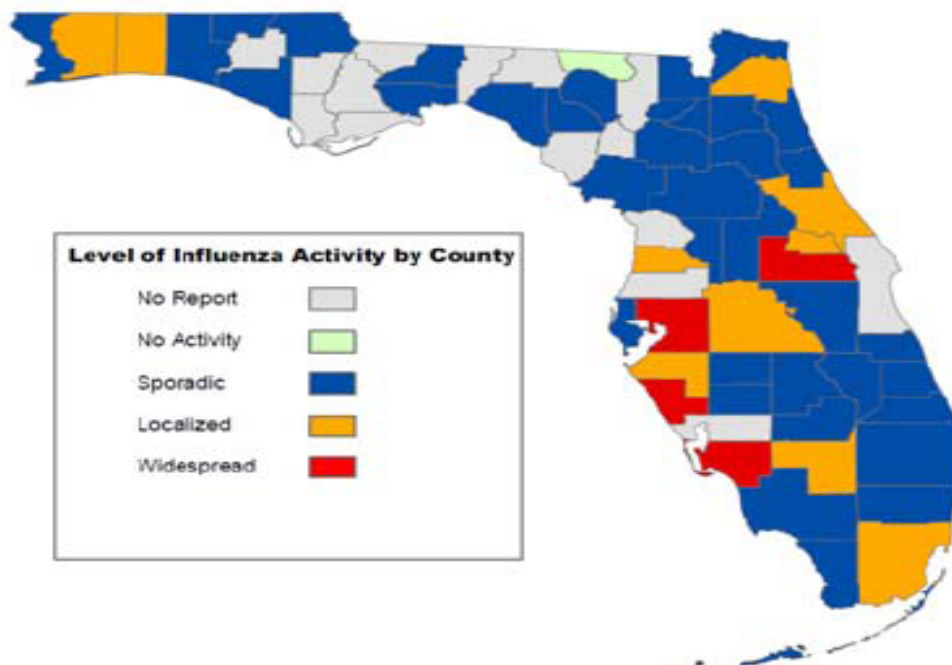 Level of Influenza Activity by County
No Report
No Activity
Sporadic
Localized
Widespread